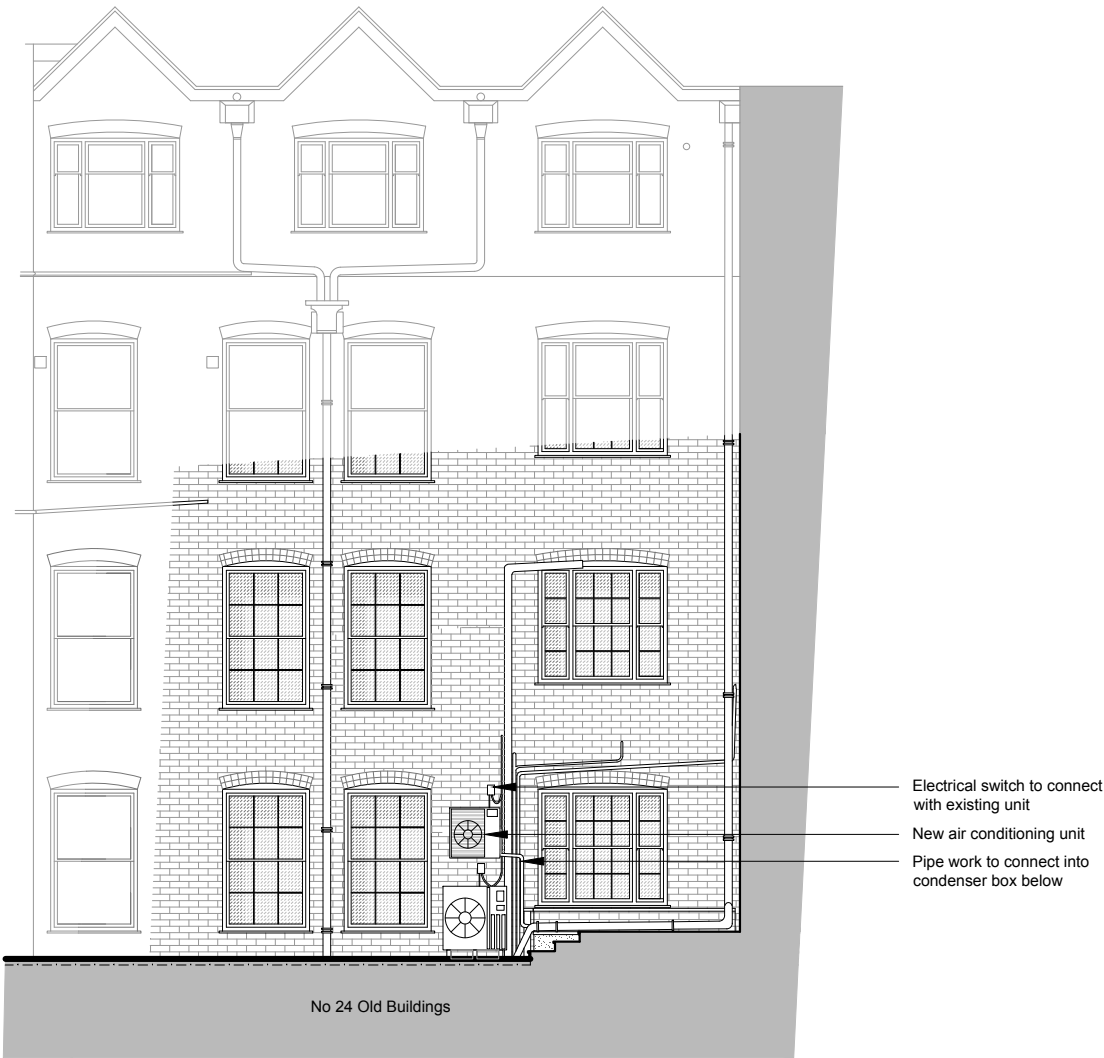 Electrical switch to connect
with existing unit
New air conditioning unit
Pipe work to connect into
condenser box below
No 24 Old Buildings